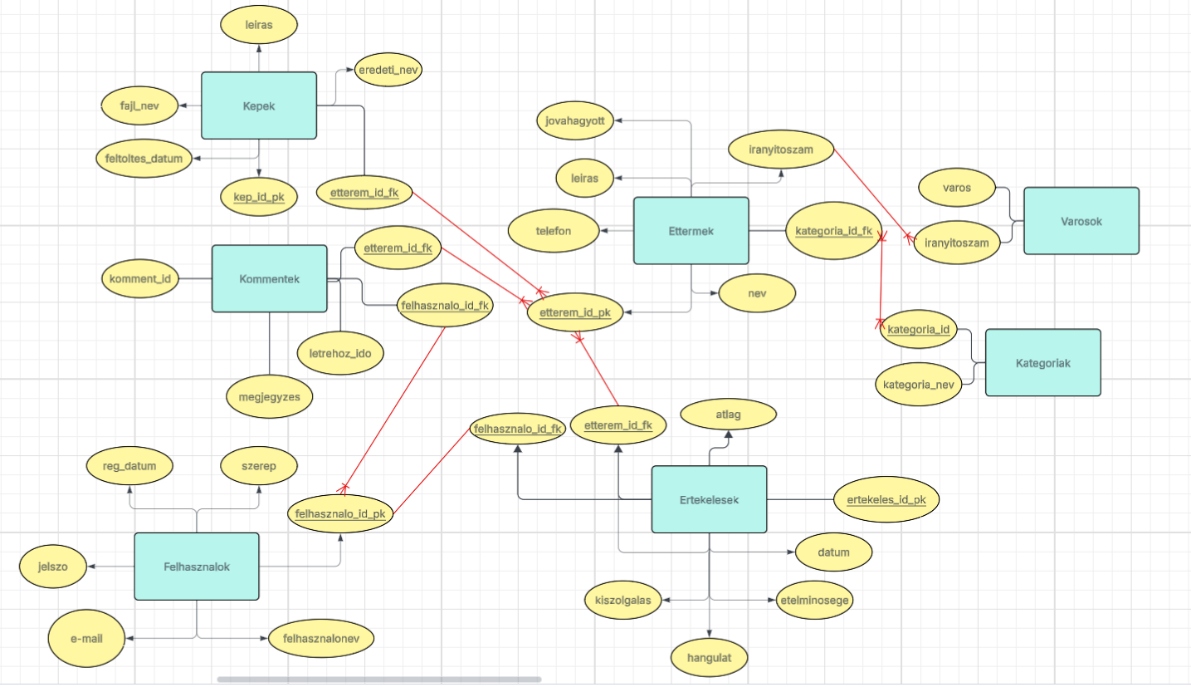 leiras
eredeti_nev
Kepek
fajl_nev
feltoltes_datum
kep_id_pk
etterem_id_fk
jovahagyott
iranyitoszam
leiras
varos
Varosok
telefon
Ettermek
kategoria_id_fk
iranyitoszam
etterem_id_fk
komment_id
Kommentek
nev
felhasznalo_id_fk
etterem_id_pk
kategoria_id
letrehoz_ido
Kategoriak
kategoria_nev
megjegyzes
atlag
felhasznalo_id_fk
etterem_id_fk
reg_datum
szerep
Ertekelesek
ertekeles_id_pk
felhasznalo_id_pk
jelszo
Felhasznalok
datum
kiszolgalas
etelminosege
e-mail
felhasznalonev
hangulat